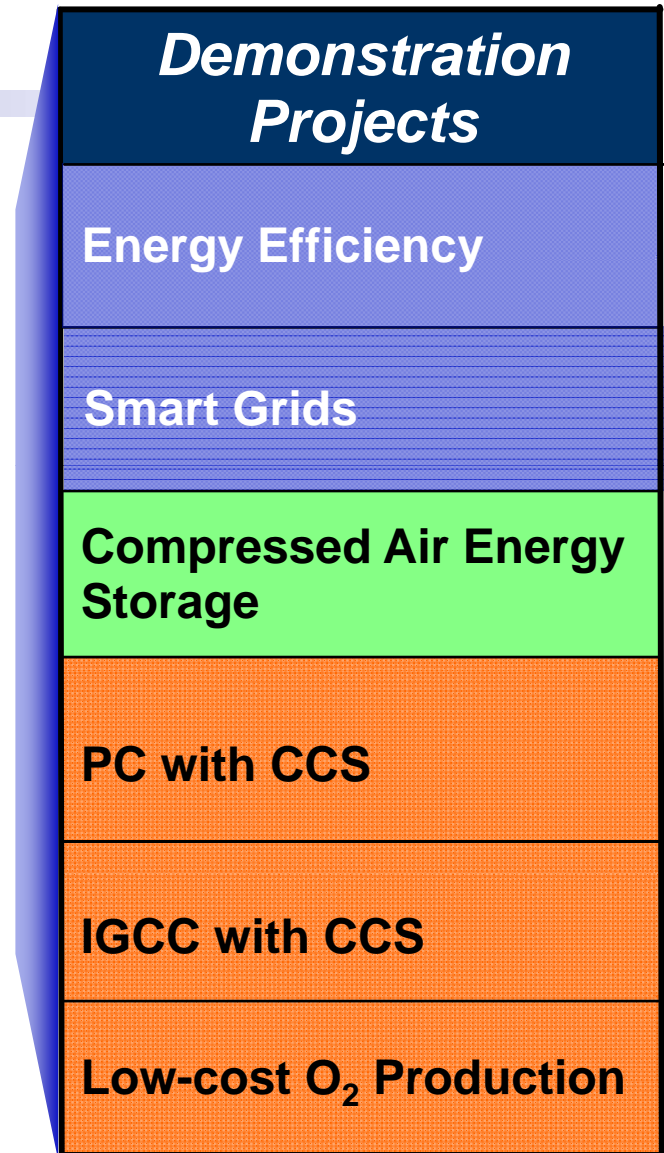 Demonstration
Projects
Energy Efficiency
Smart Grids
Compressed Air Energy
Storage
PC with CCS
IGCC with CCS
Low-cost O₂ Production